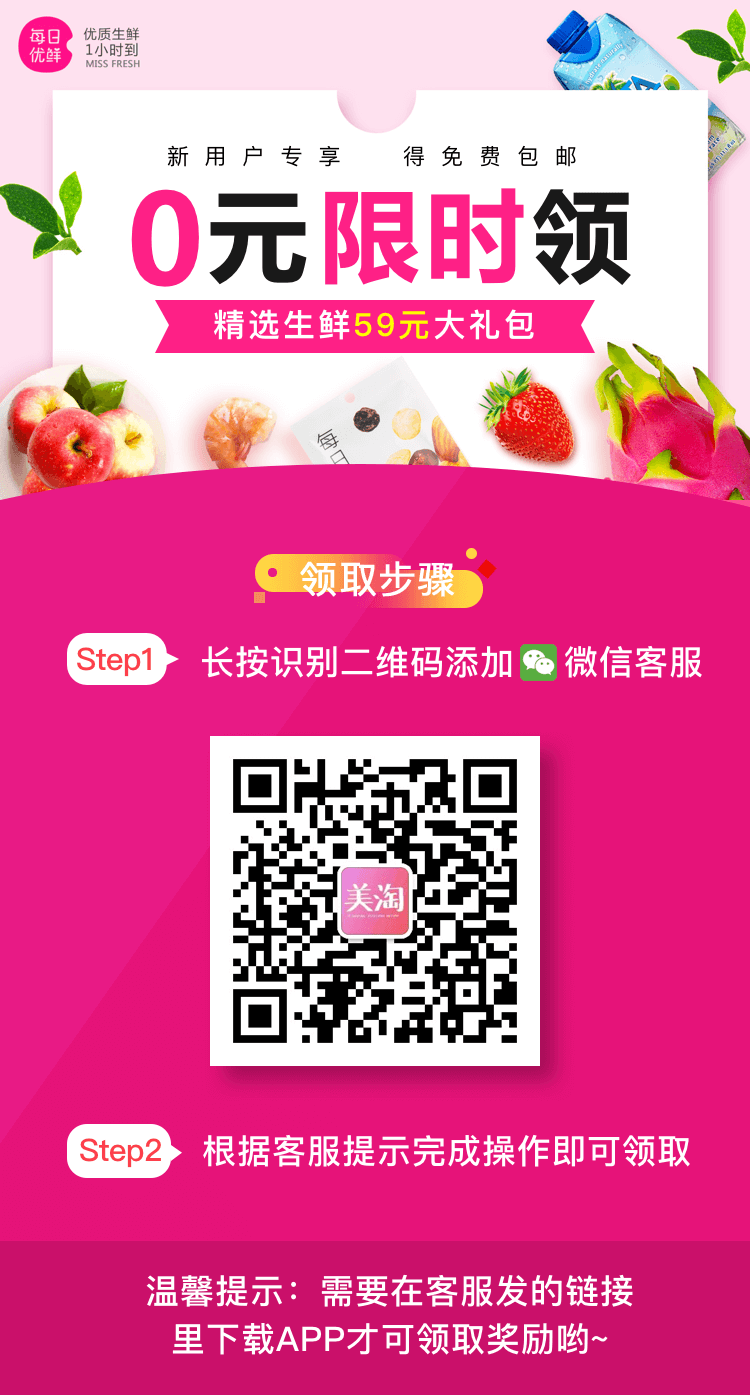 每日
优鲜
优质生鲜
1小时到
MISS FRESH
新用户专享 得免费包邮
0元限时领
精选生鲜59元大礼包
每日
领取步骤
Step1 长按识别二维码添加 微信客服
美淘
Step2 根据客服提示完成操作即可领取
温馨提示：需要在客服发的链接
里下载APP才可领取奖励哟~